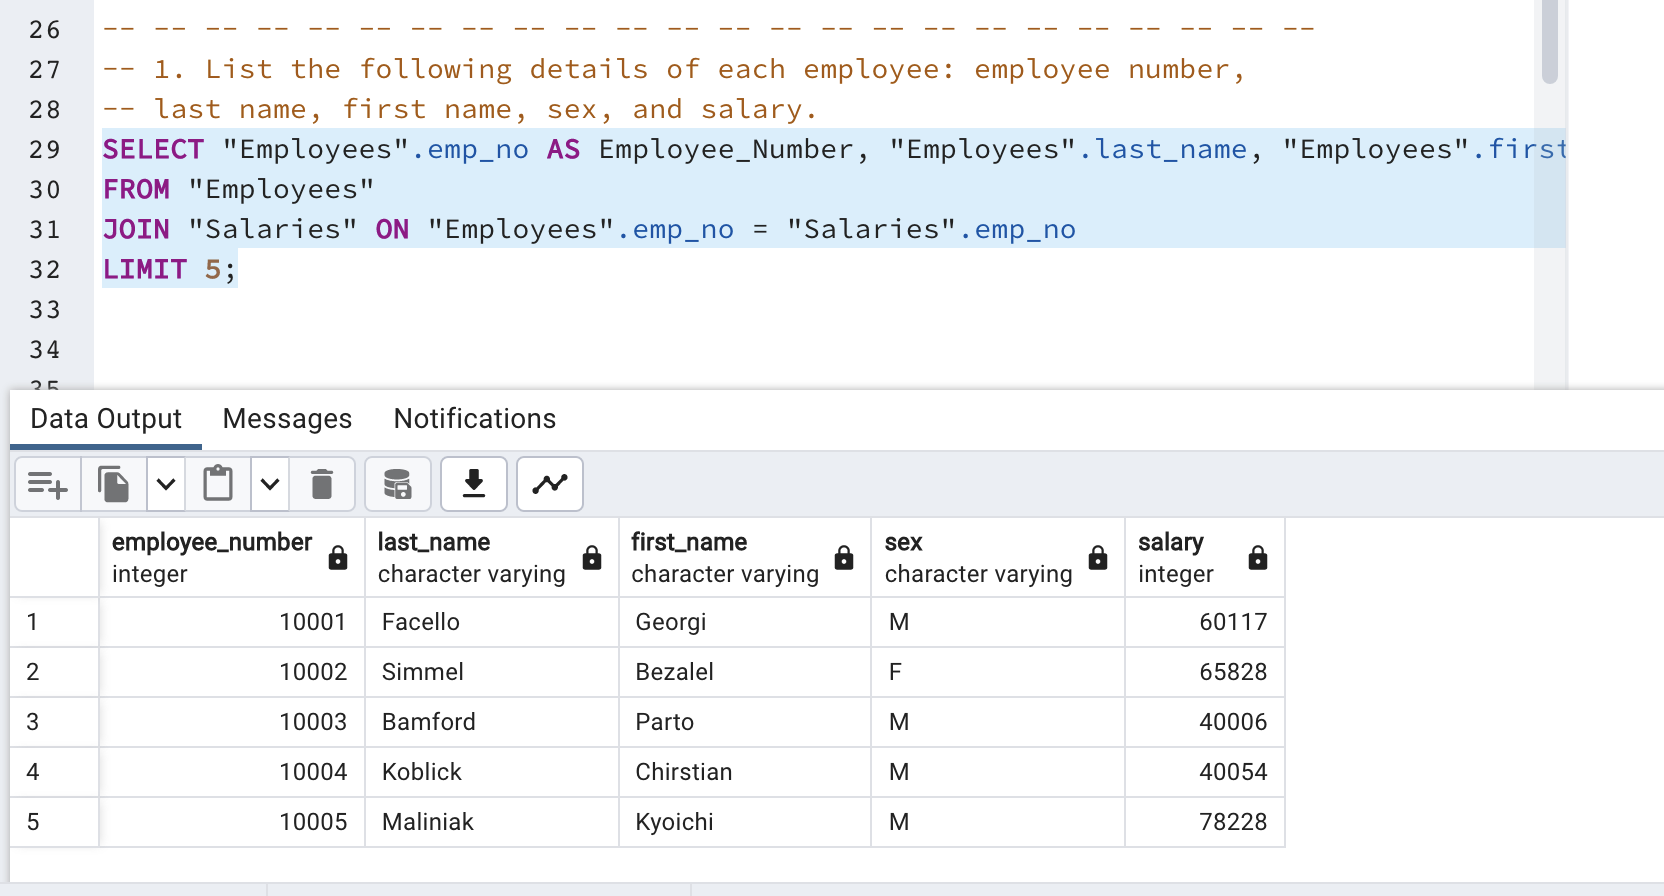 26 -- -- -- -- -- -- -- -- -- -- -- -- -- -- -- -- -- -- -- -- -- -- -- --
27 -- 1. List the following details of each employee: employee number,
28 -- last name, first name, sex, and salary.
29 SELECT "Employees".emp_no AS Employee_Number, "Employees".last_name, "Employees".first
30 FROM "Employees"
31 JOIN "Salaries" ON "Employees".emp_no = "Salaries".emp_no
32 LIMIT 5;
33
34
35
Data Output Messages Notifications
employee_number last_name first_name sex salary
integer character varying character varying character varying integer
1 10001 Facello Georgi M 60117
2 10002 Simmel Bezalel F 65828
3 10003 Bamford Parto M 40006
4 10004 Koblick Chirstian M 40054
5 10005 Maliniak Kyoichi M 78228